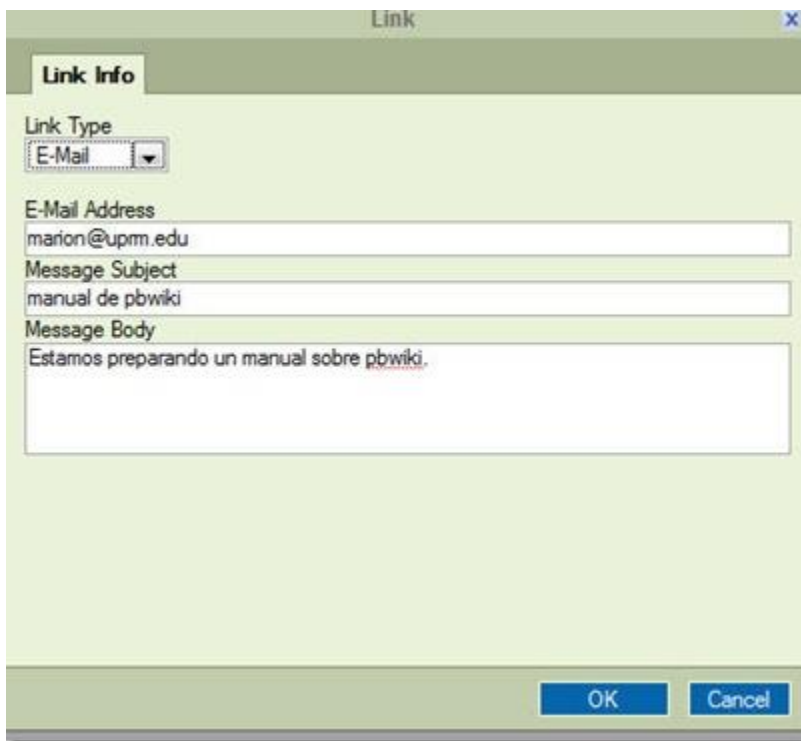 Link
x
Link Info
Link Type
E-Mail
E-Mail Address
marion@uprm.edu
Message Subject
manual de pbwiki
Message Body
Estamos preparando un manual sobre pbwiki.
OK Cancel